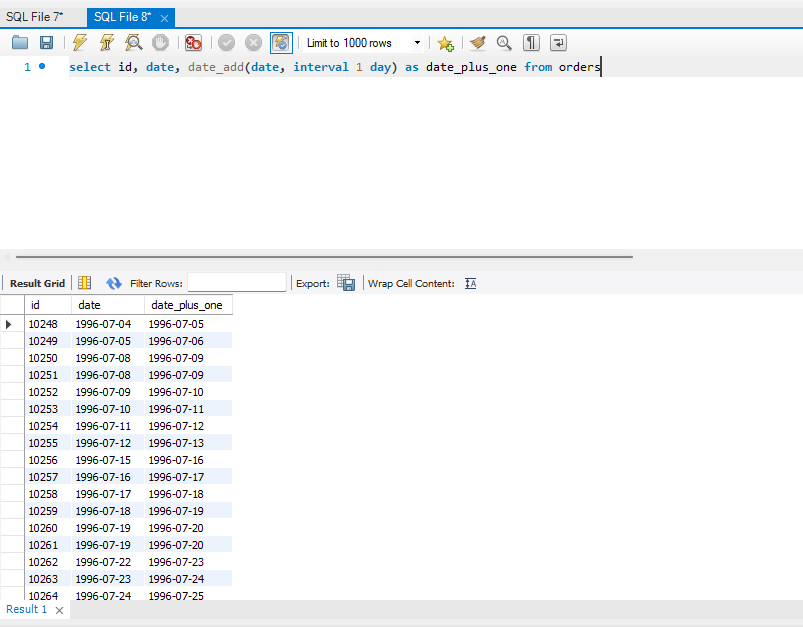 SQL File 7* SQL File 8*
Limit to 1000 rows
1 select id, date, date_add(date, interval 1 day) as date_plus_one from orders
Result Grid Filter Rows: Export: Wrap Cell Content:
id date date_plus_one
10248 1996-07-04 1996-07-05
10249 1996-07-05 1996-07-06
10250 1996-07-08 1996-07-09
10251 1996-07-08 1996-07-09
10252 1996-07-09 1996-07-10
10253 1996-07-10 1996-07-11
10254 1996-07-11 1996-07-12
10255 1996-07-12 1996-07-13
10256 1996-07-15 1996-07-16
10257 1996-07-16 1996-07-17
10258 1996-07-17 1996-07-18
10259 1996-07-18 1996-07-19
10260 1996-07-19 1996-07-20
10261 1996-07-19 1996-07-20
10262 1996-07-22 1996-07-23
10263 1996-07-23 1996-07-24
10264 1996-07-24 1996-07-25
Result 1